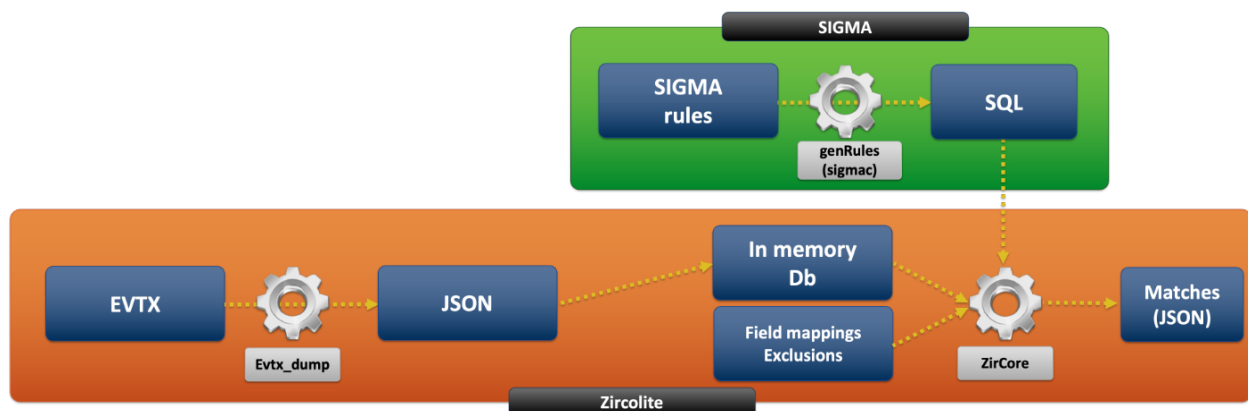 SIGMA
SIGMA
rules
SQL
genRules
(sigmac)
EVTX
JSON
In memory
Db
Field mappings
Exclusions
Matches
(JSON)
Evtx_dump
ZirCore
Zircolite